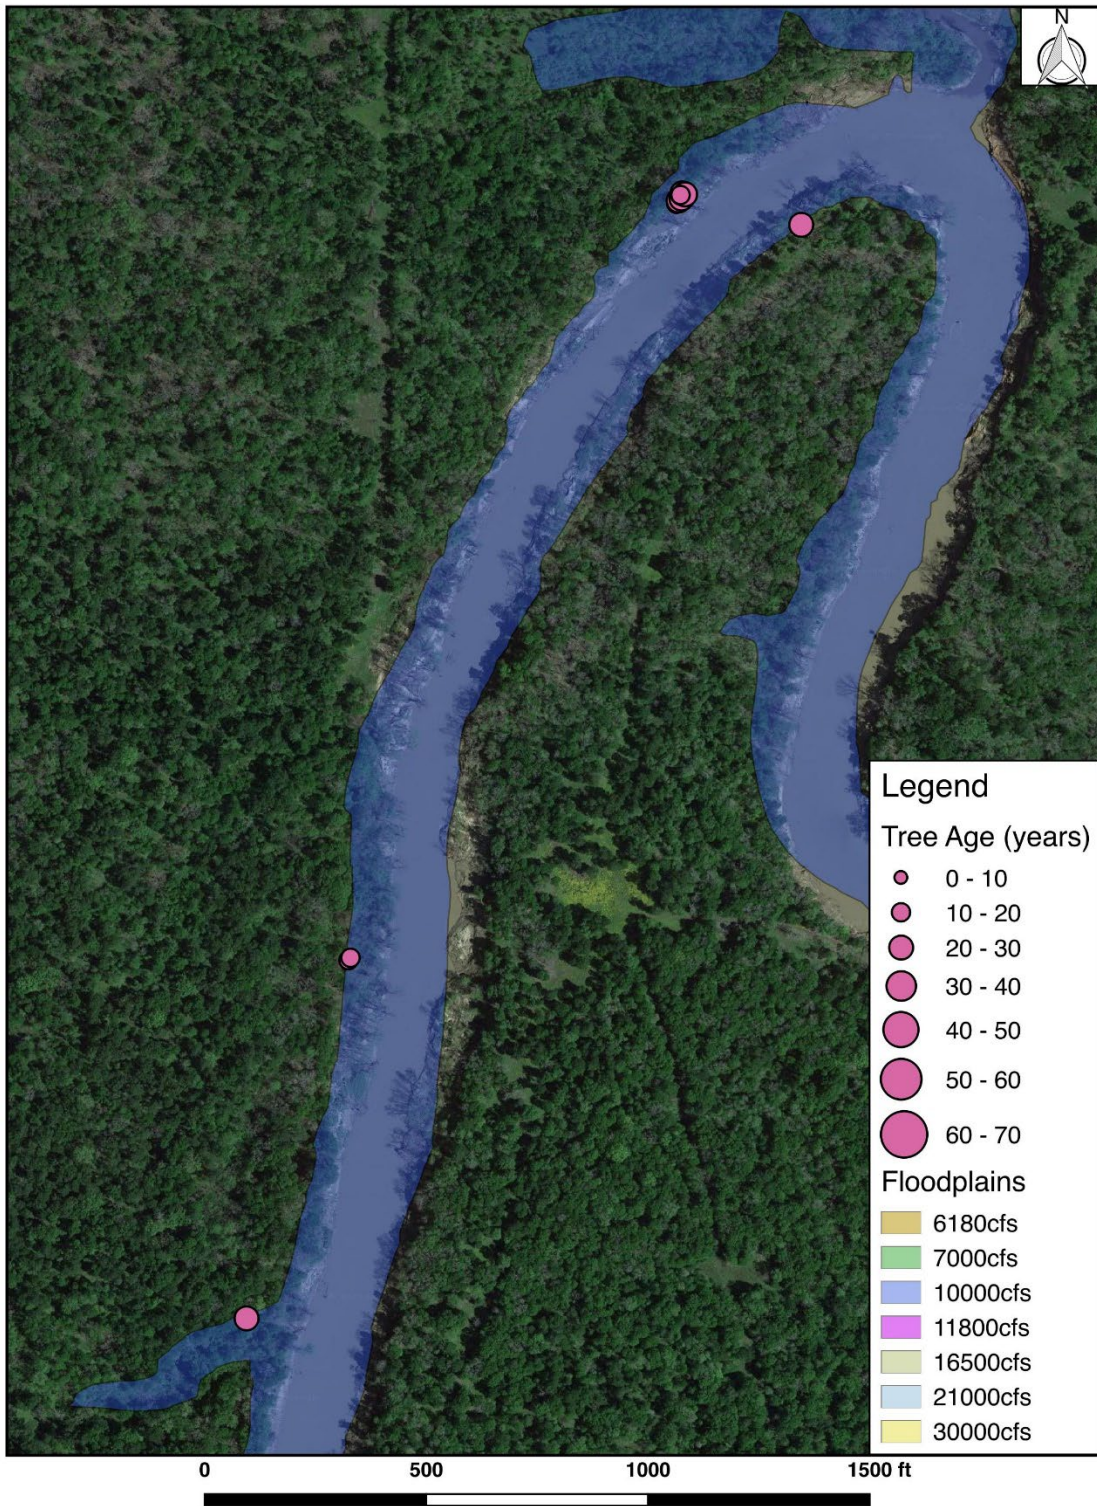 N
Legend
Tree Age (years)
0 - 10
10 - 20
20 - 30
30 - 40
40 - 50
50 - 60
60 - 70
Floodplains
6180cfs
7000cfs
10000cfs
11800cfs
16500cfs
21000cfs
30000cfs
0 500 1000 1500 ft